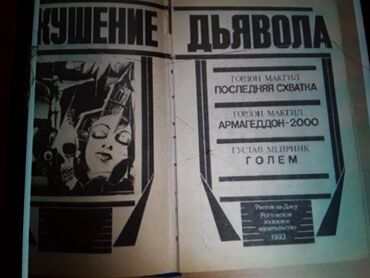 КУШЕНИЕ ДЬЯВОЛА
ГОРДОН МАКГИЛ
ПОСЛЕДНЯЯ СХВАТКА
ГОРДОН МАКГИЛ
АРМАГЕДДОН-2000
ГУСТАВ МЕЙРИНК
ГОЛЕМ
Ростов-на-Дону
Ростовское
книжное
издательство
1993